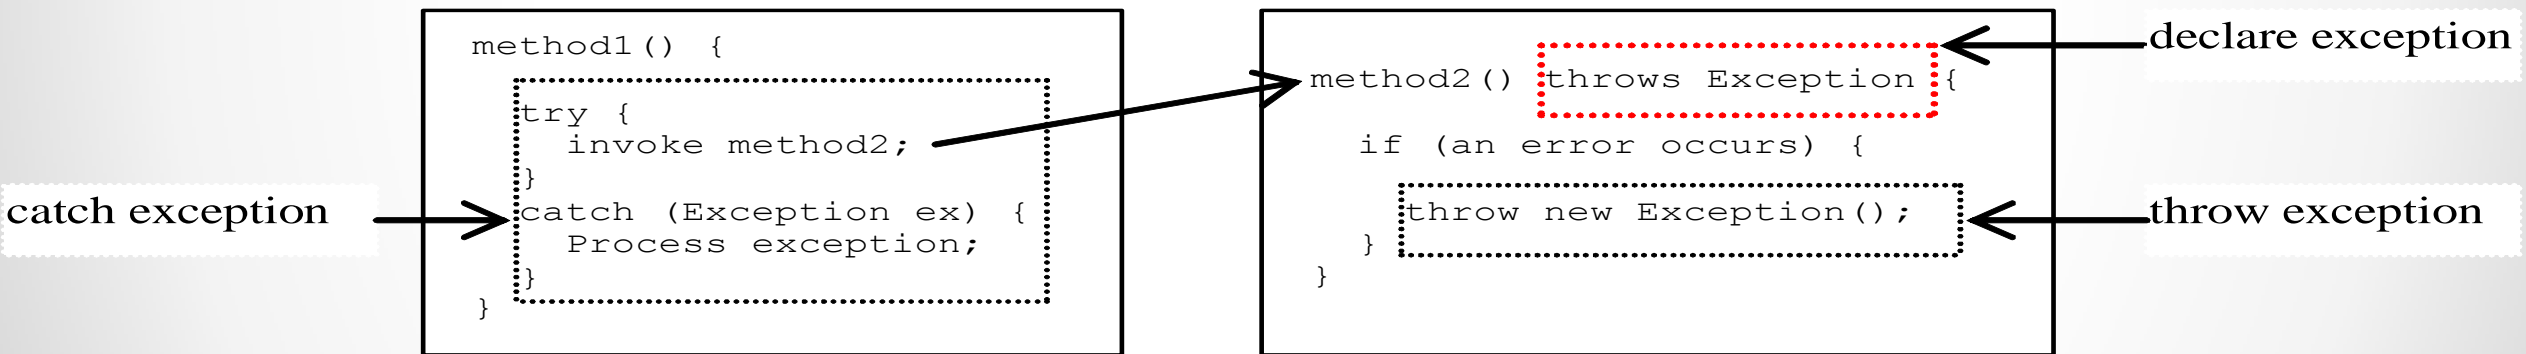 catch exception
method1() {
try {
invoke method2;
}
catch (Exception ex) {
Process exception;
}
}
method2() throws Exception {
if (an error occurs) {
throw new Exception();
}
}
declare exception
throw exception